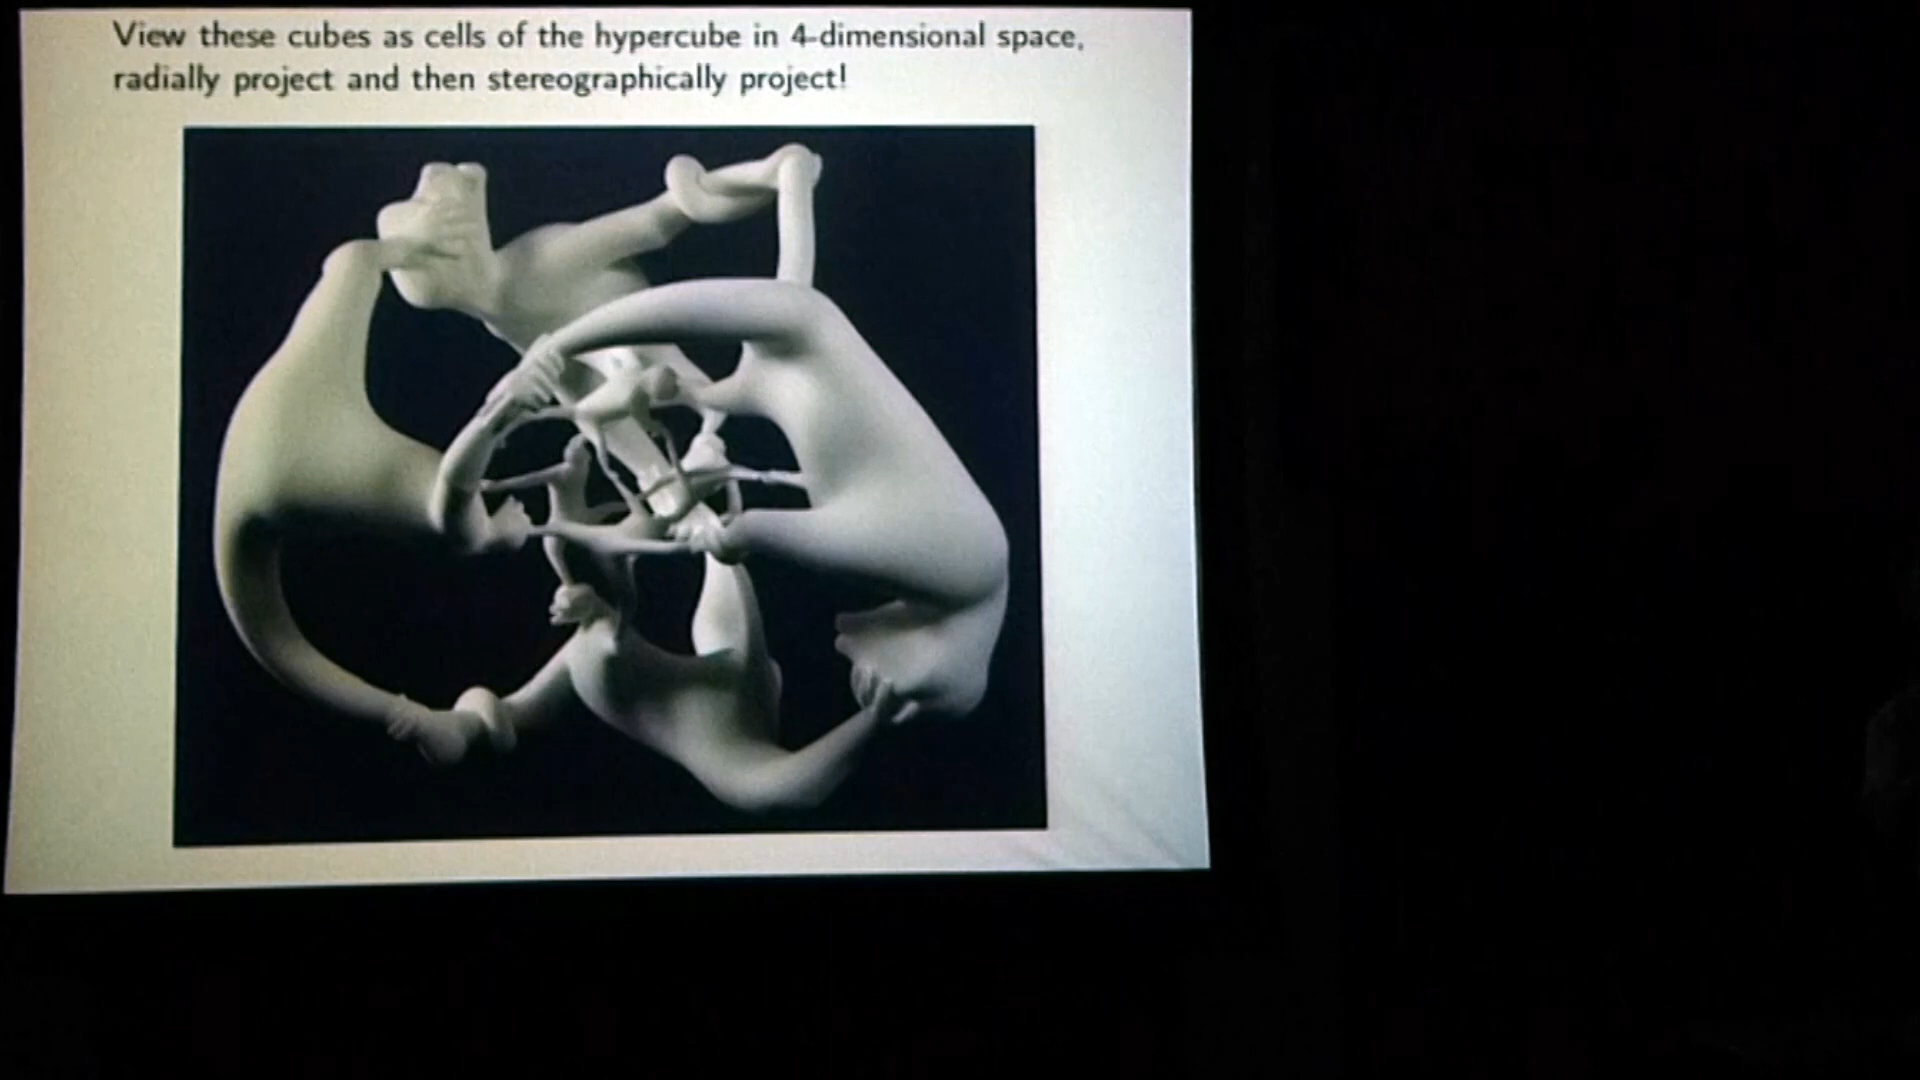 View these cubes as cells of the hypercube in 4-dimensional space,
radially project and then stereographically project!